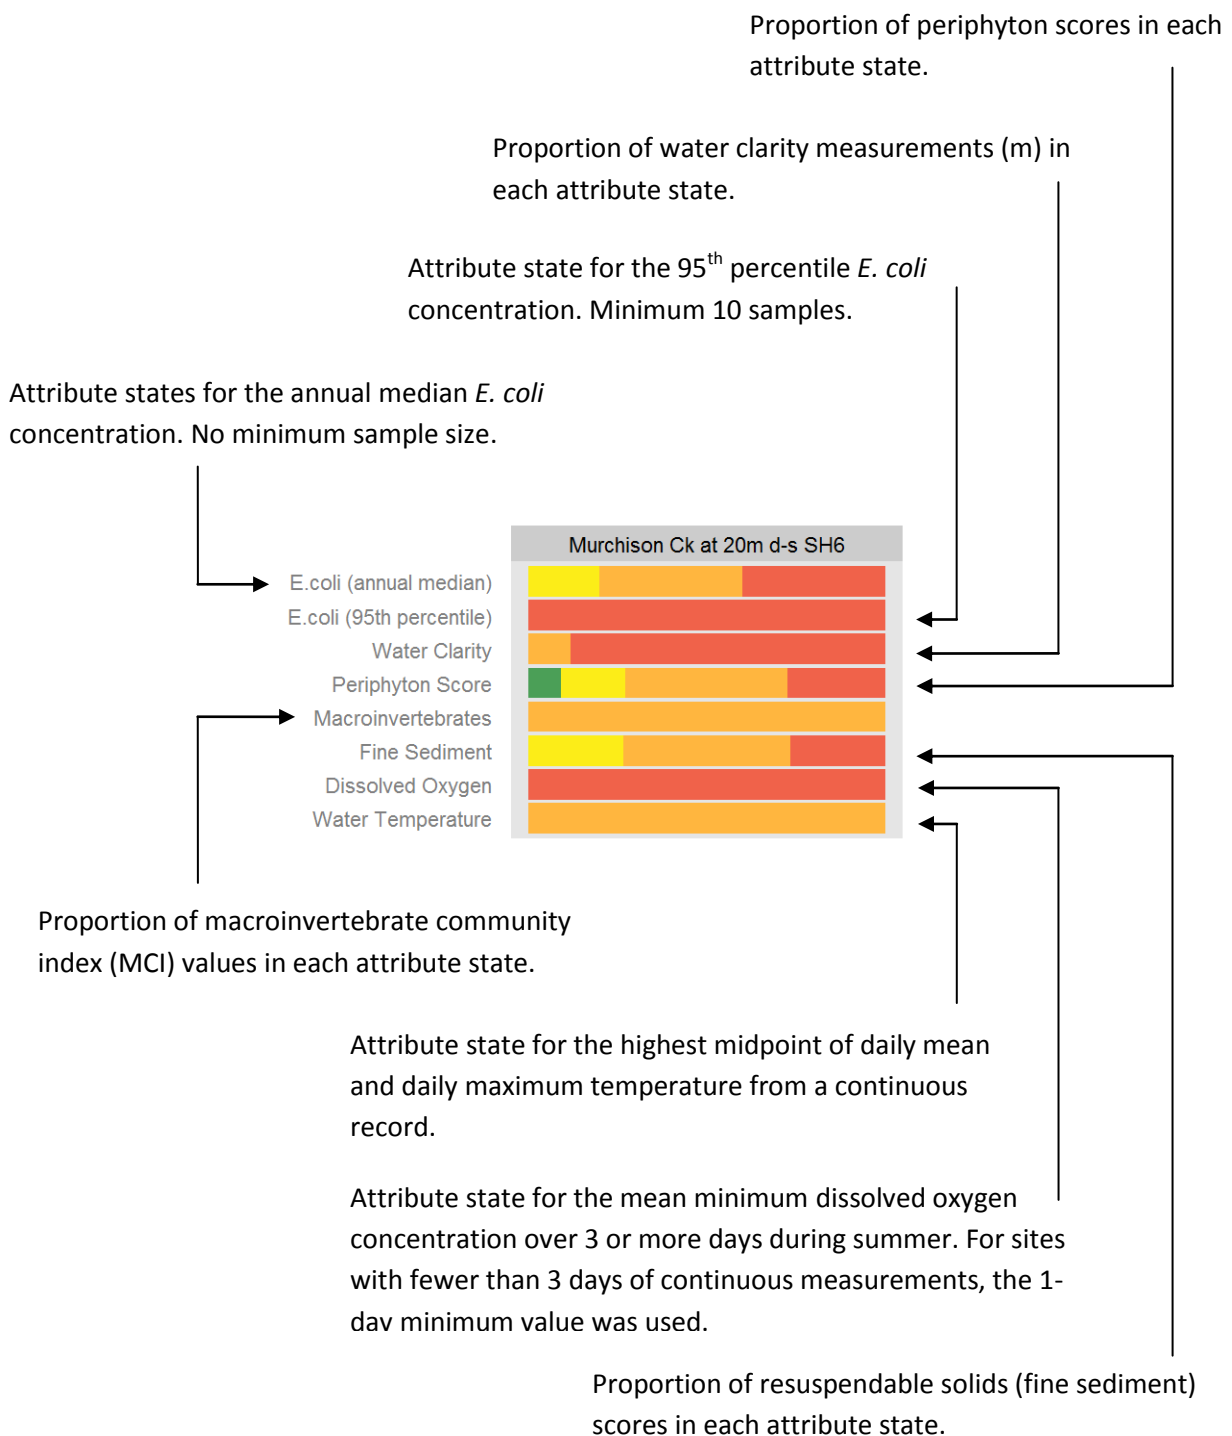 Proportion of periphyton scores in each
attribute state.
Proportion of water clarity measurements (m) in
each attribute state.
Attribute state for the 95th percentile E. coli
concentration. Minimum 10 samples.
Attribute states for the annual median E. coli
concentration. No minimum sample size.
Murchison Ck at 20m d-s SH6
E.coli (annual median)
E.coli (95th percentile)
Water Clarity
Periphyton Score
Macroinvertebrates
Fine Sediment
Dissolved Oxygen
Water Temperature
Proportion of macroinvertebrate community
index (MCI) values in each attribute state.
Attribute state for the highest midpoint of daily mean
and daily maximum temperature from a continuous
record.
Attribute state for the mean minimum dissolved oxygen
concentration over 3 or more days during summer. For sites
with fewer than 3 days of continuous measurements, the 1-
day minimum value was used.
Proportion of resuspendable solids (fine sediment)
scores in each attribute state.